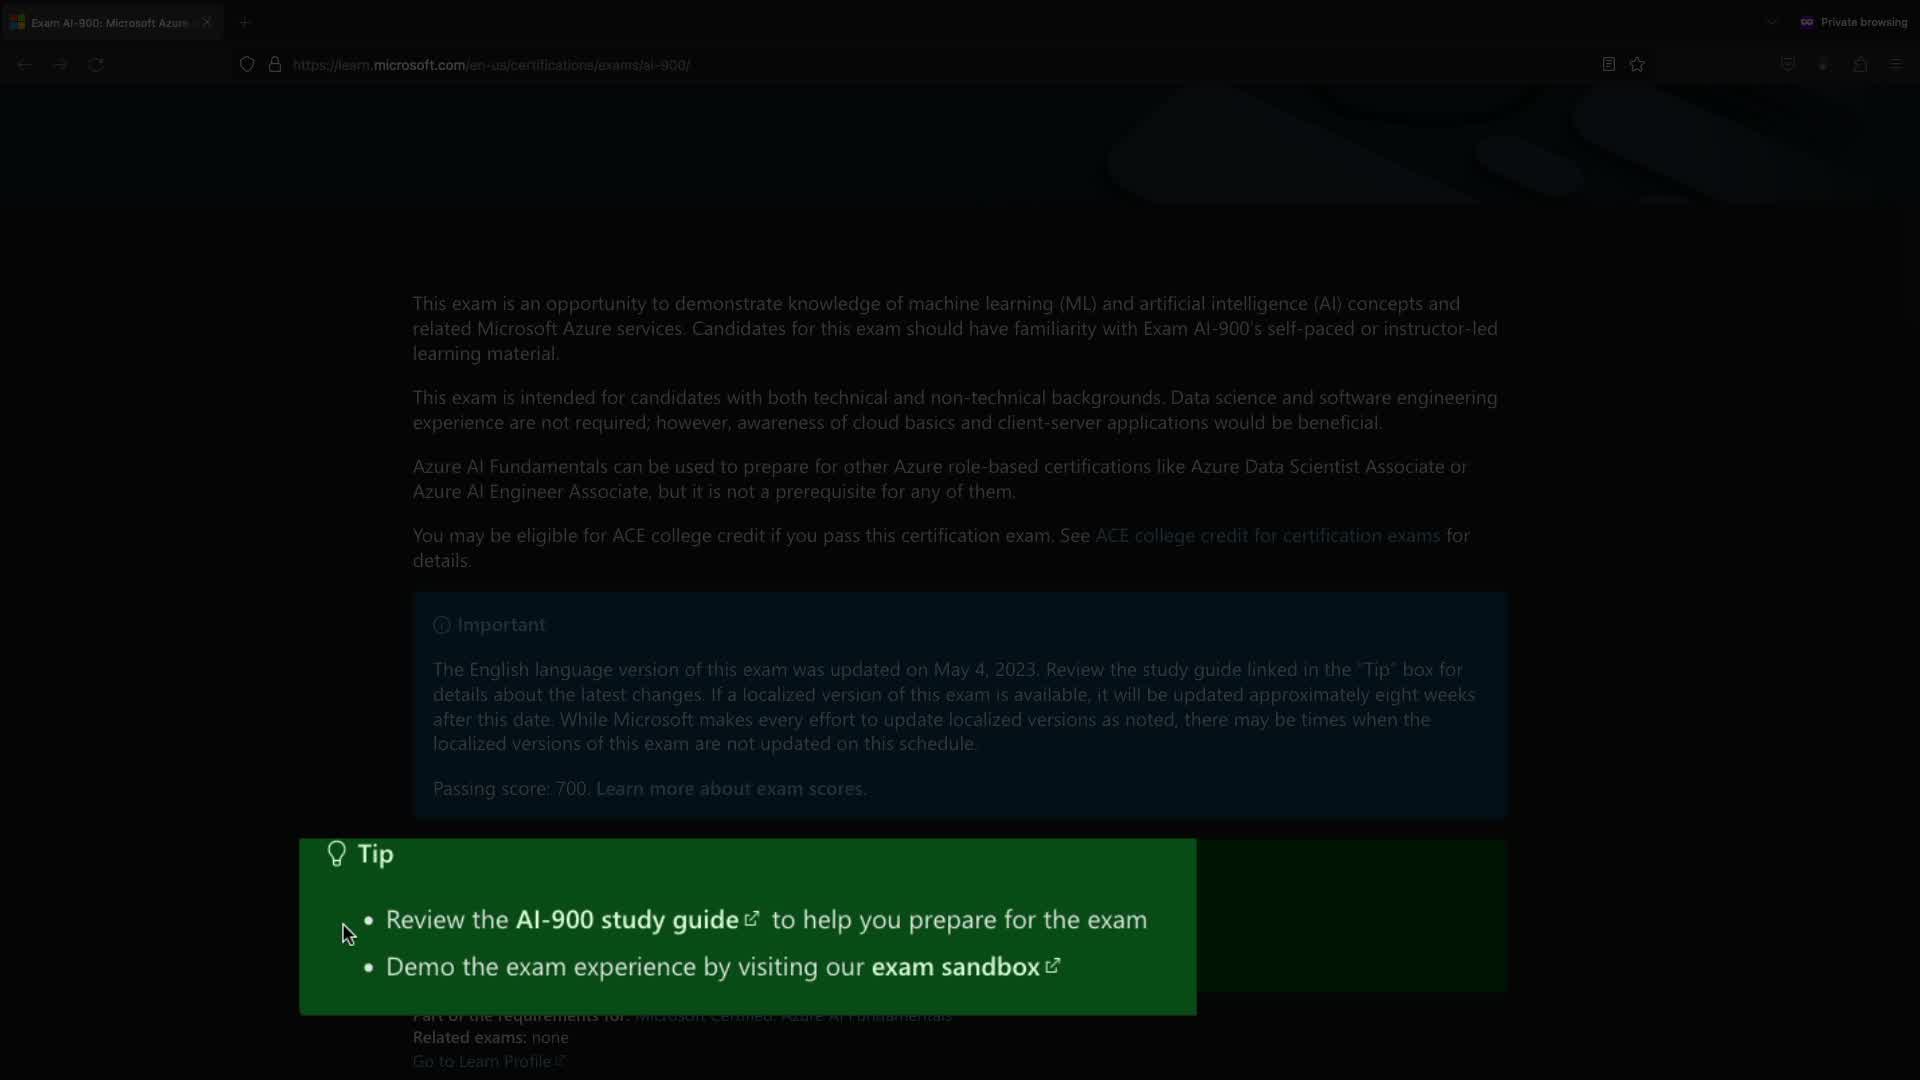 Exam AI-900: Microsoft Azure
Private browsing
https://learn.microsoft.com/en-us/certifications/exams/ai-900/
This exam is an opportunity to demonstrate knowledge of machine learning (ML) and artificial intelligence (AI) concepts and
related Microsoft Azure services. Candidates for this exam should have familiarity with Exam AI-900's self-paced or instructor-led
learning material.
This exam is intended for candidates with both technical and non-technical backgrounds. Data science and software engineering
experience are not required; however, awareness of cloud basics and client-server applications would be beneficial.
Azure AI Fundamentals can be used to prepare for other Azure role-based certifications like Azure Data Scientist Associate or
Azure AI Engineer Associate, but it is not a prerequisite for any of them.
You may be eligible for ACE college credit if you pass this certification exam. See ACE college credit for certification exams for
details.
Important
The English language version of this exam was updated on May 4, 2023. Review the study guide linked in the "Tip" box for
details about the latest changes. If a localized version of this exam is available, it will be updated approximately eight weeks
after this date. While Microsoft makes every effort to update localized versions as noted, there may be times when the
localized versions of this exam are not updated on this schedule.
Passing score: 700. Learn more about exam scores.
Tip
• Review the AI-900 study guide to help you prepare for the exam
• Demo the exam experience by visiting our exam sandbox
Part of the requirements for: Microsoft Certified: Azure AI Fundamentals
Related exams: none
Go to Learn Profile